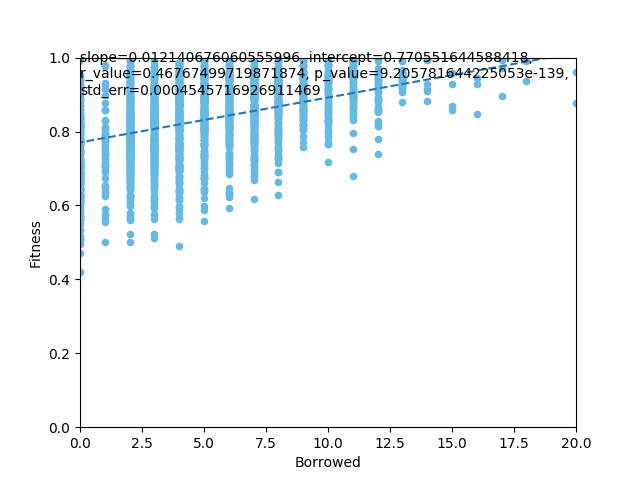 slope=0.012140676060555996, intercept=0.770551644588418,
r_value=0.46767499719871874, p_value=9.205781644225053e-139,
std_err=0.0004545716926911469
1.0
0.8
0.6
0.4
0.2
0.0
Fitness
0.0 2.5 5.0 7.5 10.0 12.5 15.0 17.5 20.0
Borrowed